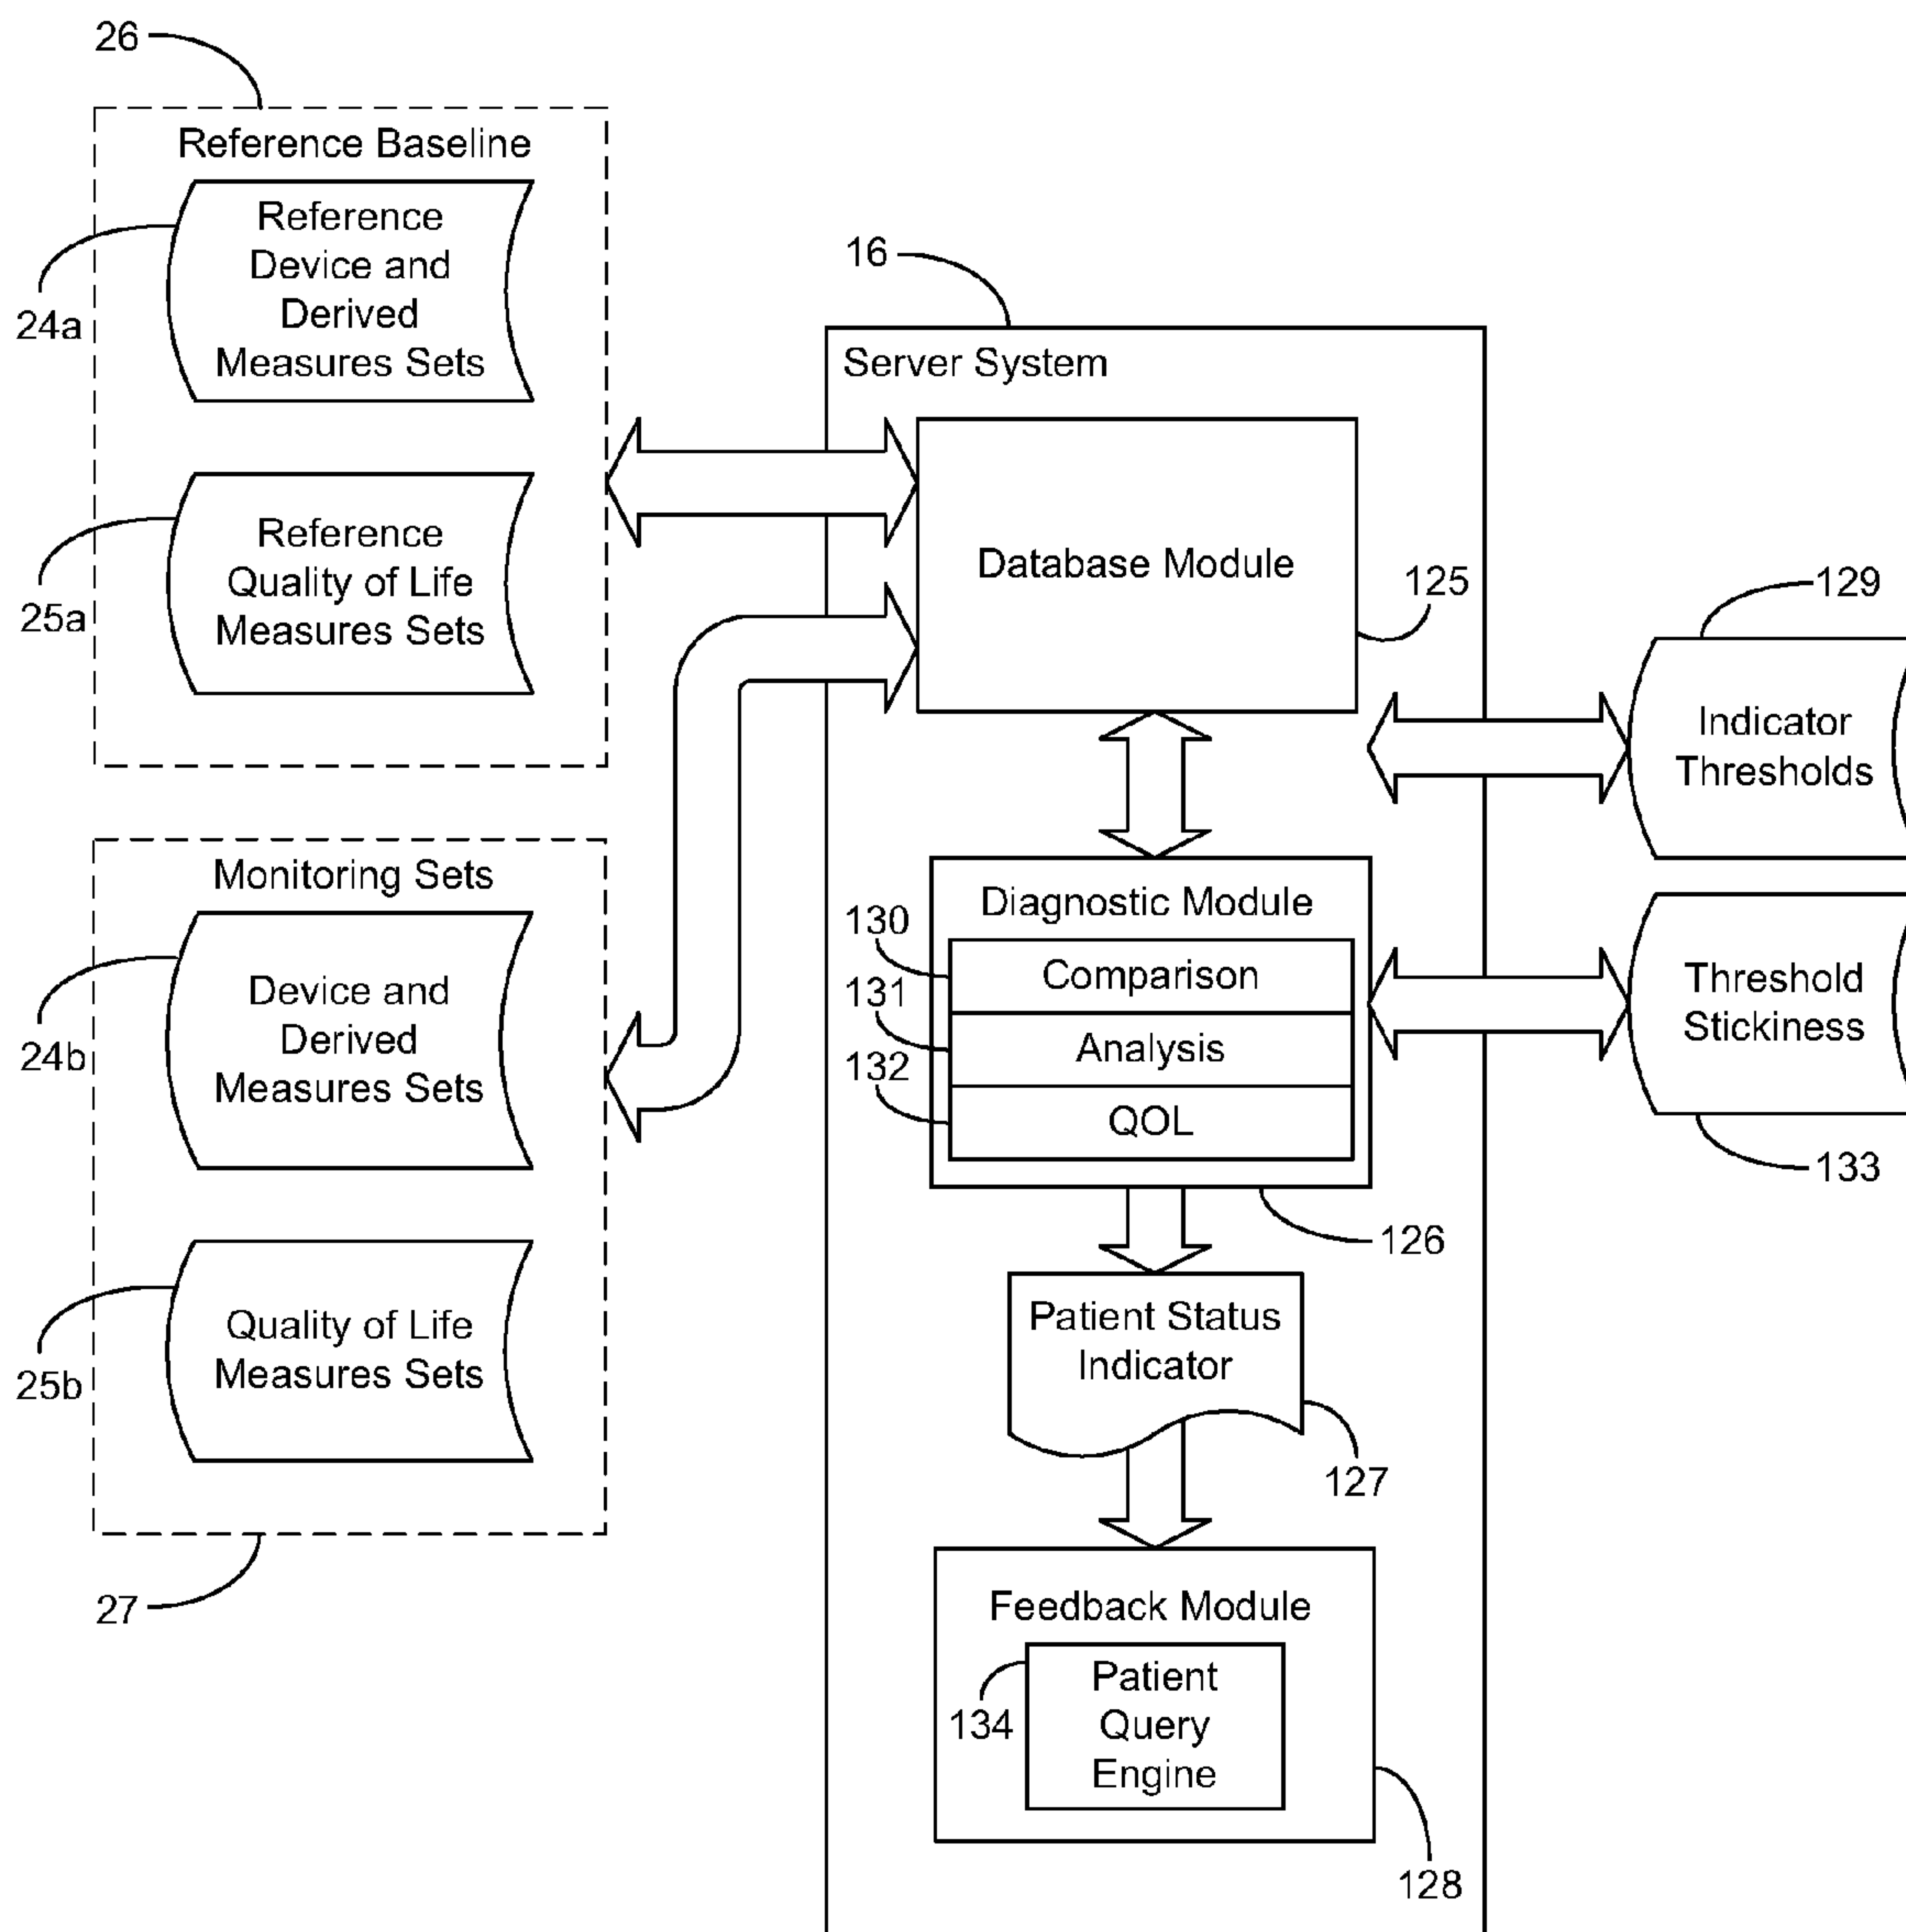 26
Reference Baseline
Reference
Device and
Derived
Measures Sets
24a
Reference
Quality of Life
Measures Sets
25a
Monitoring Sets
Device and
Derived
Measures Sets
24b
Quality of Life
Measures Sets
25b
27
16
Server System
Database Module
125
129
Indicator
Thresholds
Diagnostic Module
130
Comparison
131
Analysis
132
QOL
126
Threshold
Stickiness
133
Patient Status
Indicator
127
Feedback Module
134
Patient
Query
Engine
128